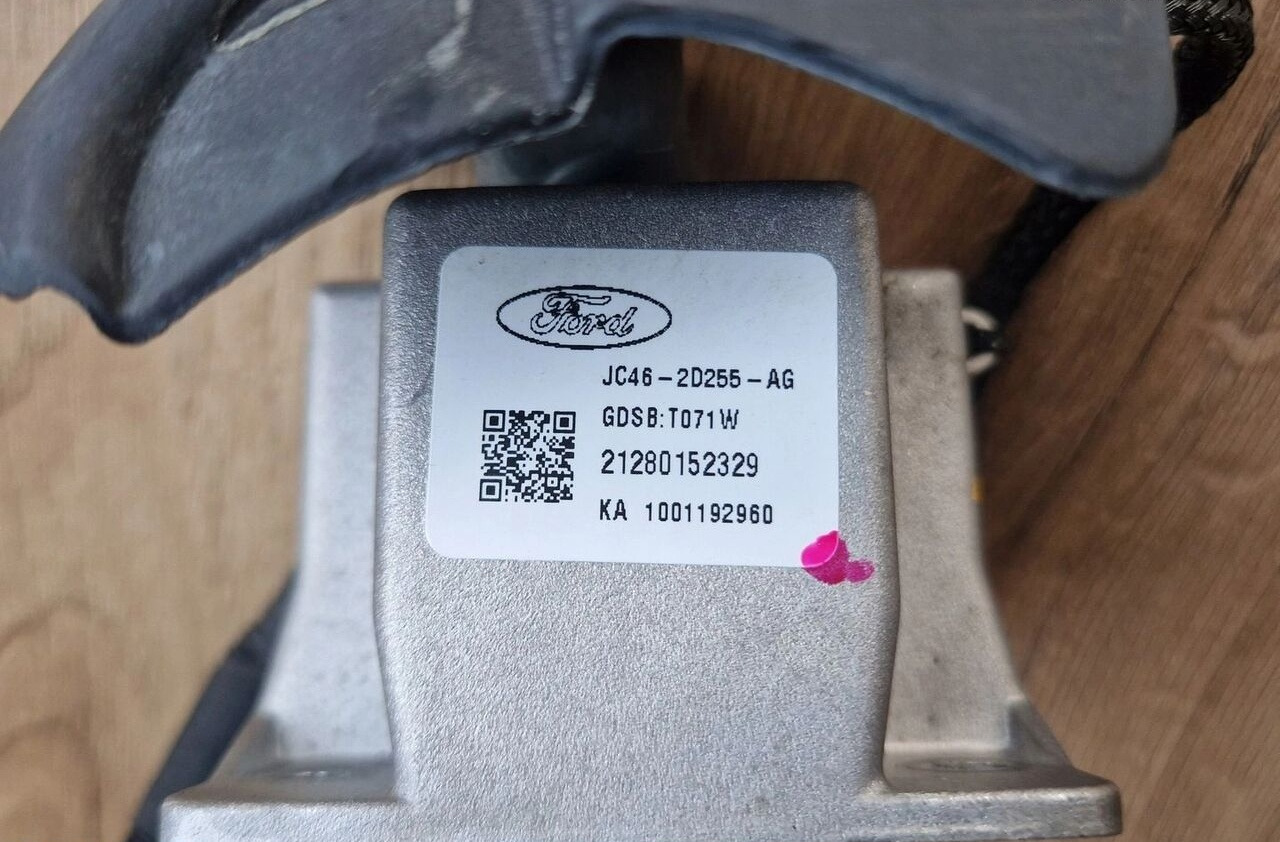 Ford
JC46-2D255-AG
GDSB:T071W
21280152329
KA 1001192960